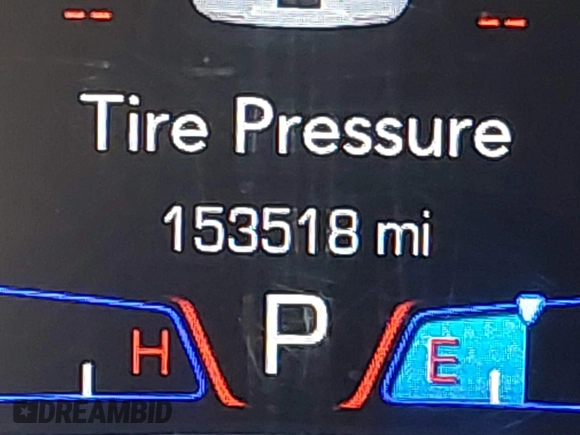 -- --
Tire Pressure
153518 mi
H P E
DREAMBID